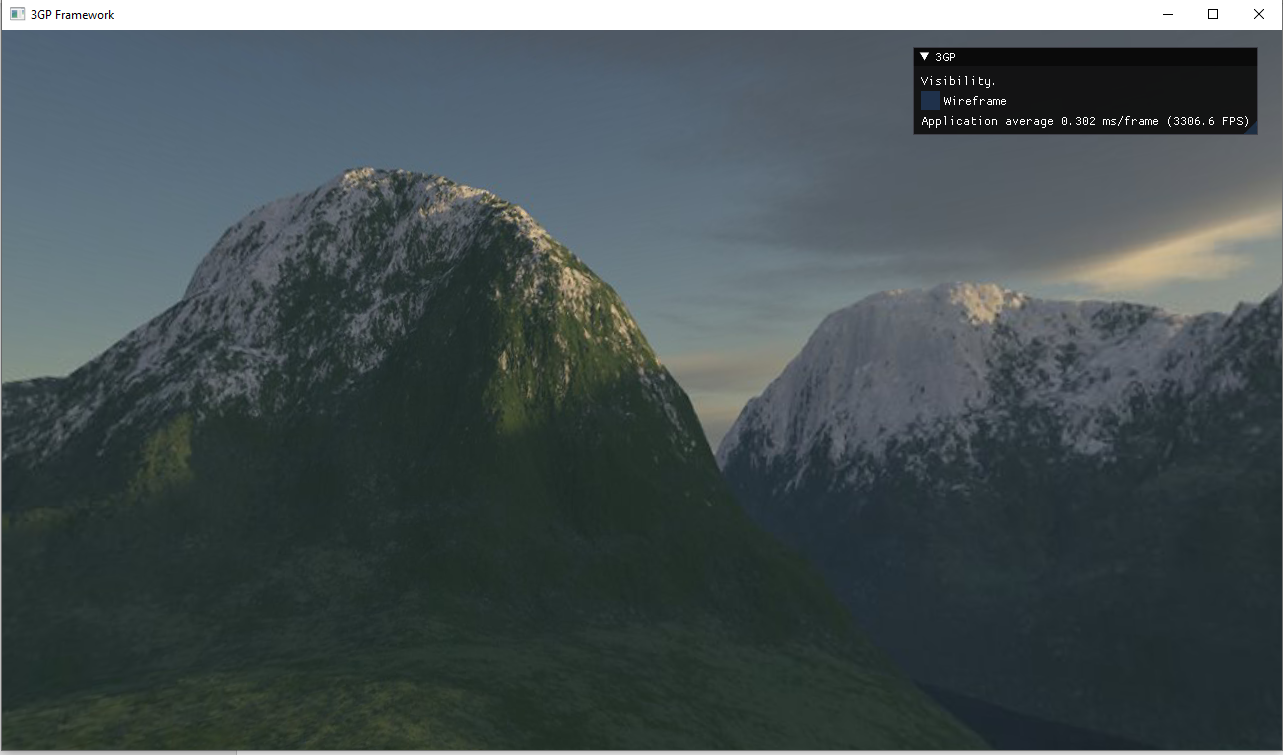 3GP Framework
3GP
Visibility.
Wireframe
Application average 0.302 ms/frame (3306.6 FPS)